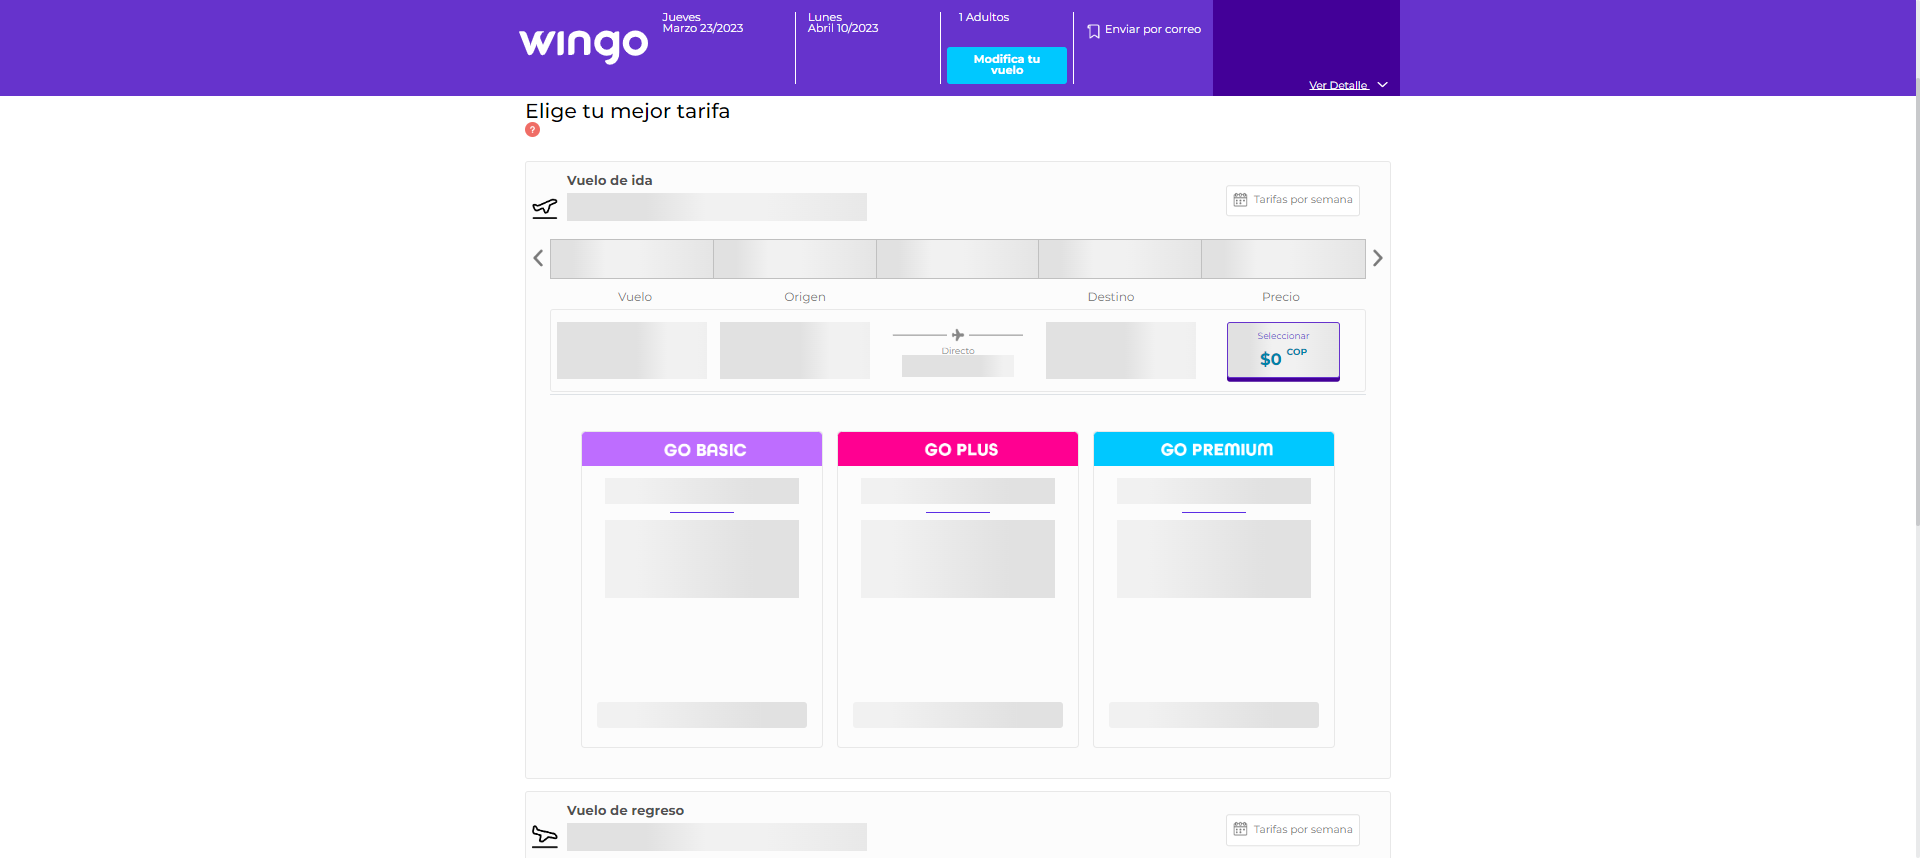 wingo
Jueves
Marzo 23/2023
Lunes
Abril 10/2023
1 Adultos
Modifica tu
vuelo
Enviar por correo
Ver Detalle
Elige tu mejor tarifa
?
Vuelo de ida
Tarifas por semana
Vuelo Origen Destino Precio
Directo
Seleccionar
$0 COP
GO BASIC
GO PLUS
GO PREMIUM
Vuelo de regreso
Tarifas por semana